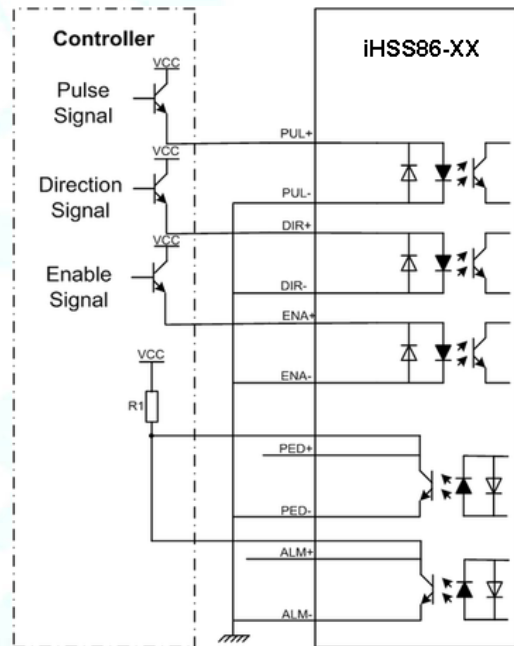 Controller
iHSS86-XX
VCC
Pulse
Signal
PUL+
VCC
Direction
Signal
PUL-
DIR+
VCC
Enable
Signal
DIR-
ENA+
VCC
ENA-
R1
PED+
PED-
ALM+
ALM-